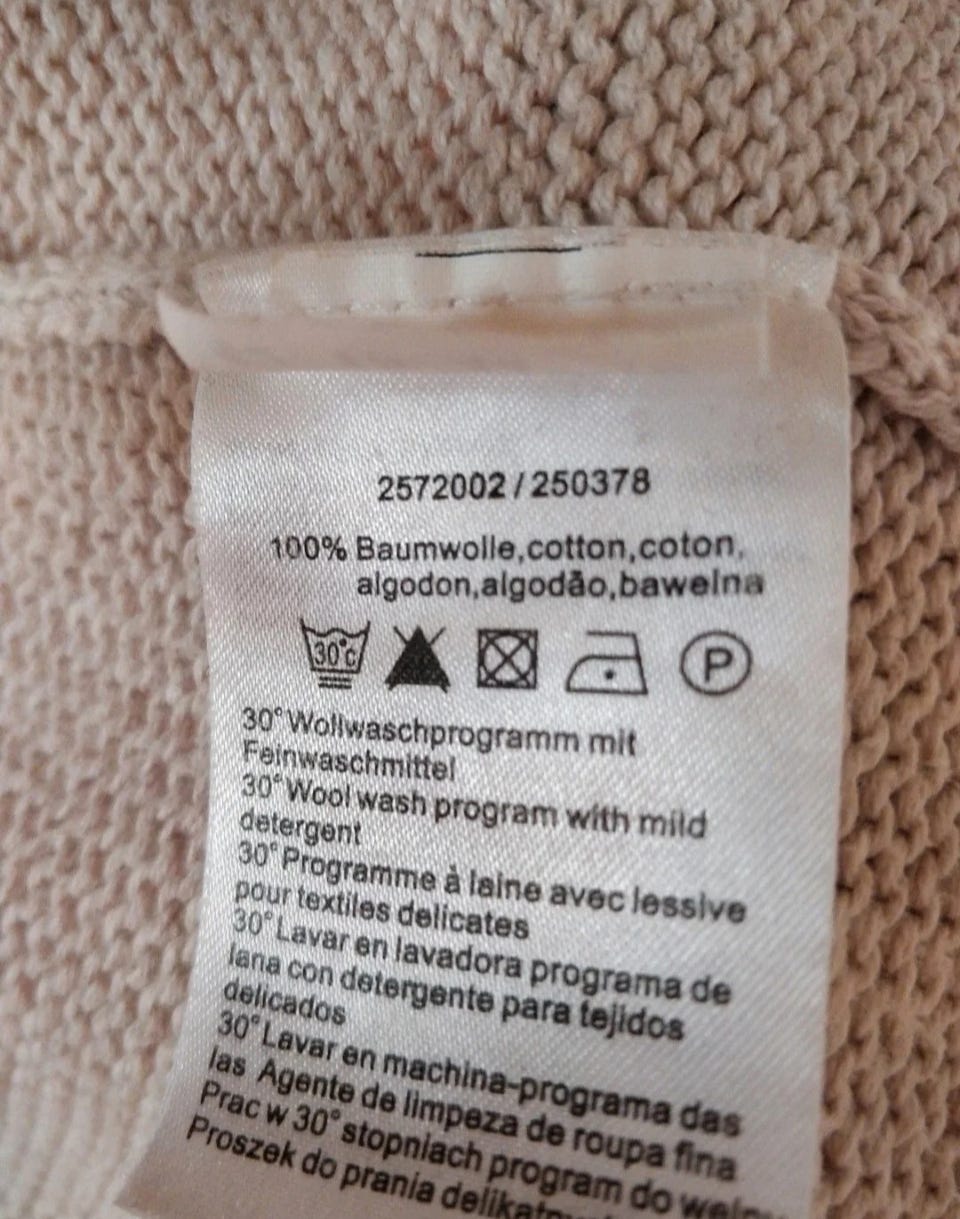 2572002/250378
100% Baumwolle,cotton,coton,
algodon,algodão,bawelna
30°c
P
30° Wollwaschprogramm mit
Feinwaschmittel
30° Wool wash program with mild
detergent
30° Programme à laine avec lessive
pour textiles delicates
30° Lavar en lavadora programa de
lana con detergente para tejidos
delicados
30° Lavar en machina-programa das
las Agente de limpeza de roupa fina
Prac w 30° stopniach program do
Proszek do prania